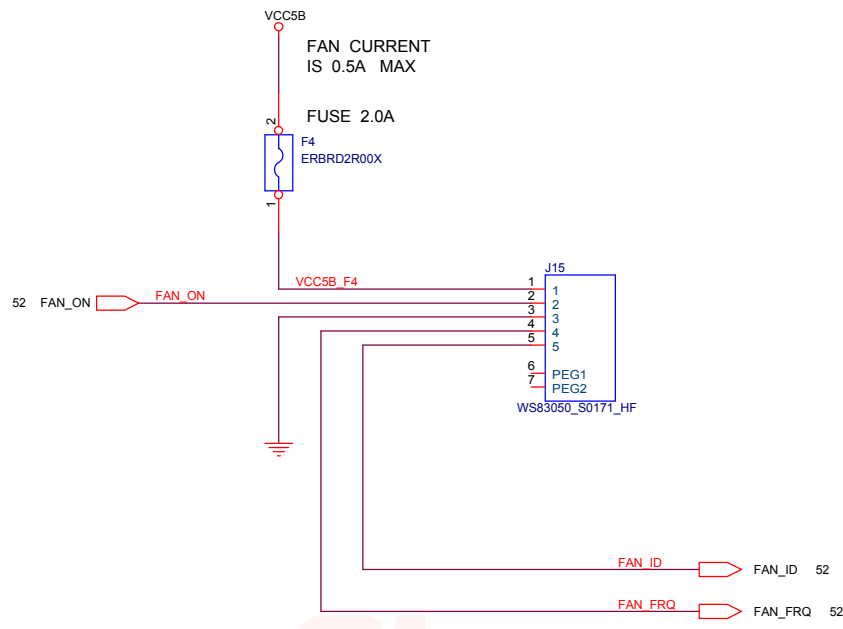 VCC5B
FAN CURRENT
IS 0.5A MAX
2
FUSE 2.0A
F4
ERBRD2R00X
1
J15
VCC5B_F4
1
1
52 FAN_ON
FAN_ON
2
2
3
3
4
4
5
5
6
PEG1
7
PEG2
WS83050_S0171_HF
FAN_ID
FAN_ID 52
FAN_FRQ
FAN_FRQ 52